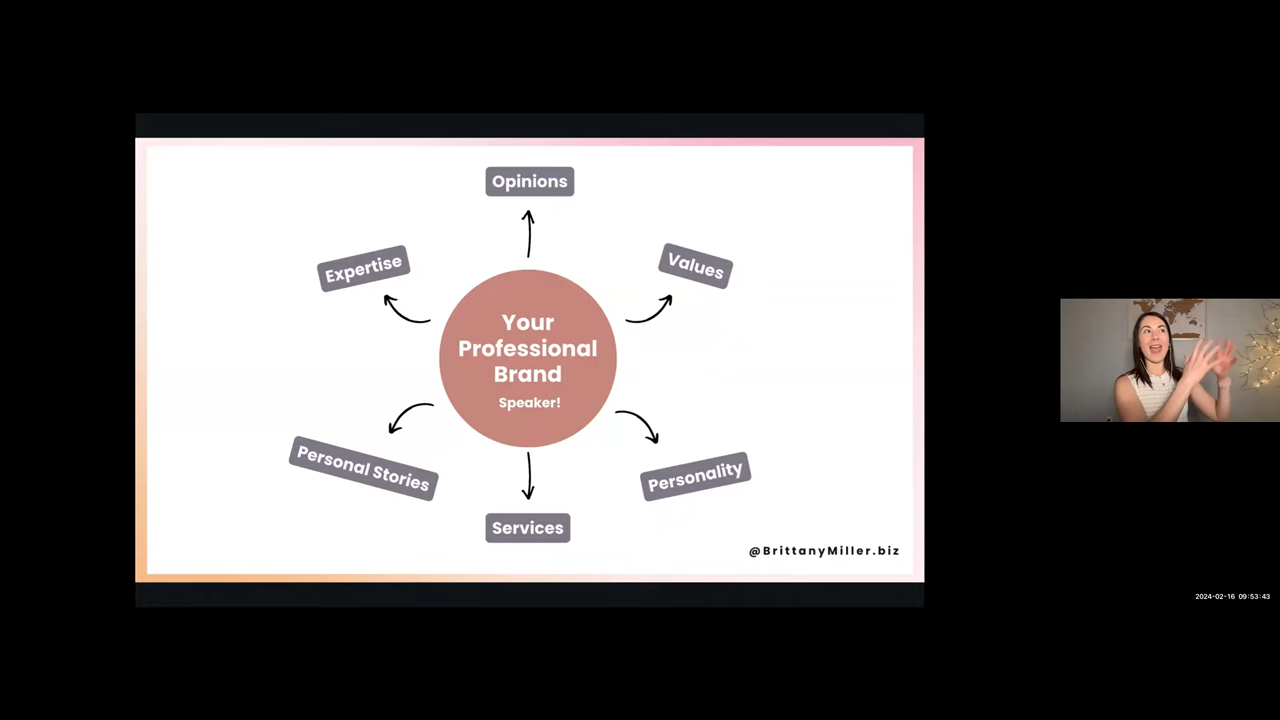 Opinions
Expertise
Values
Your
Professional
Brand
Speaker!
Personal Stories
Personality
Services
@BrittanyMiller.biz
2024-02-16 09:53:43